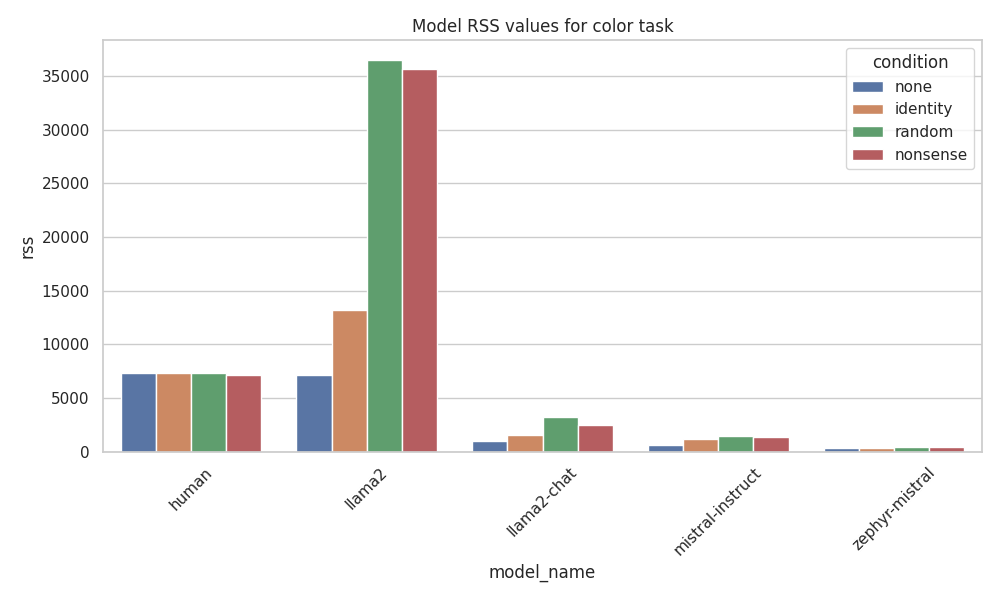 Model RSS values for color task
condition
none
identity
random
nonsense
35000
30000
25000
20000
15000
10000
5000
0
rss
human
llama2
llama2-chat
mistral-instruct
zephyr-mistral
model_name